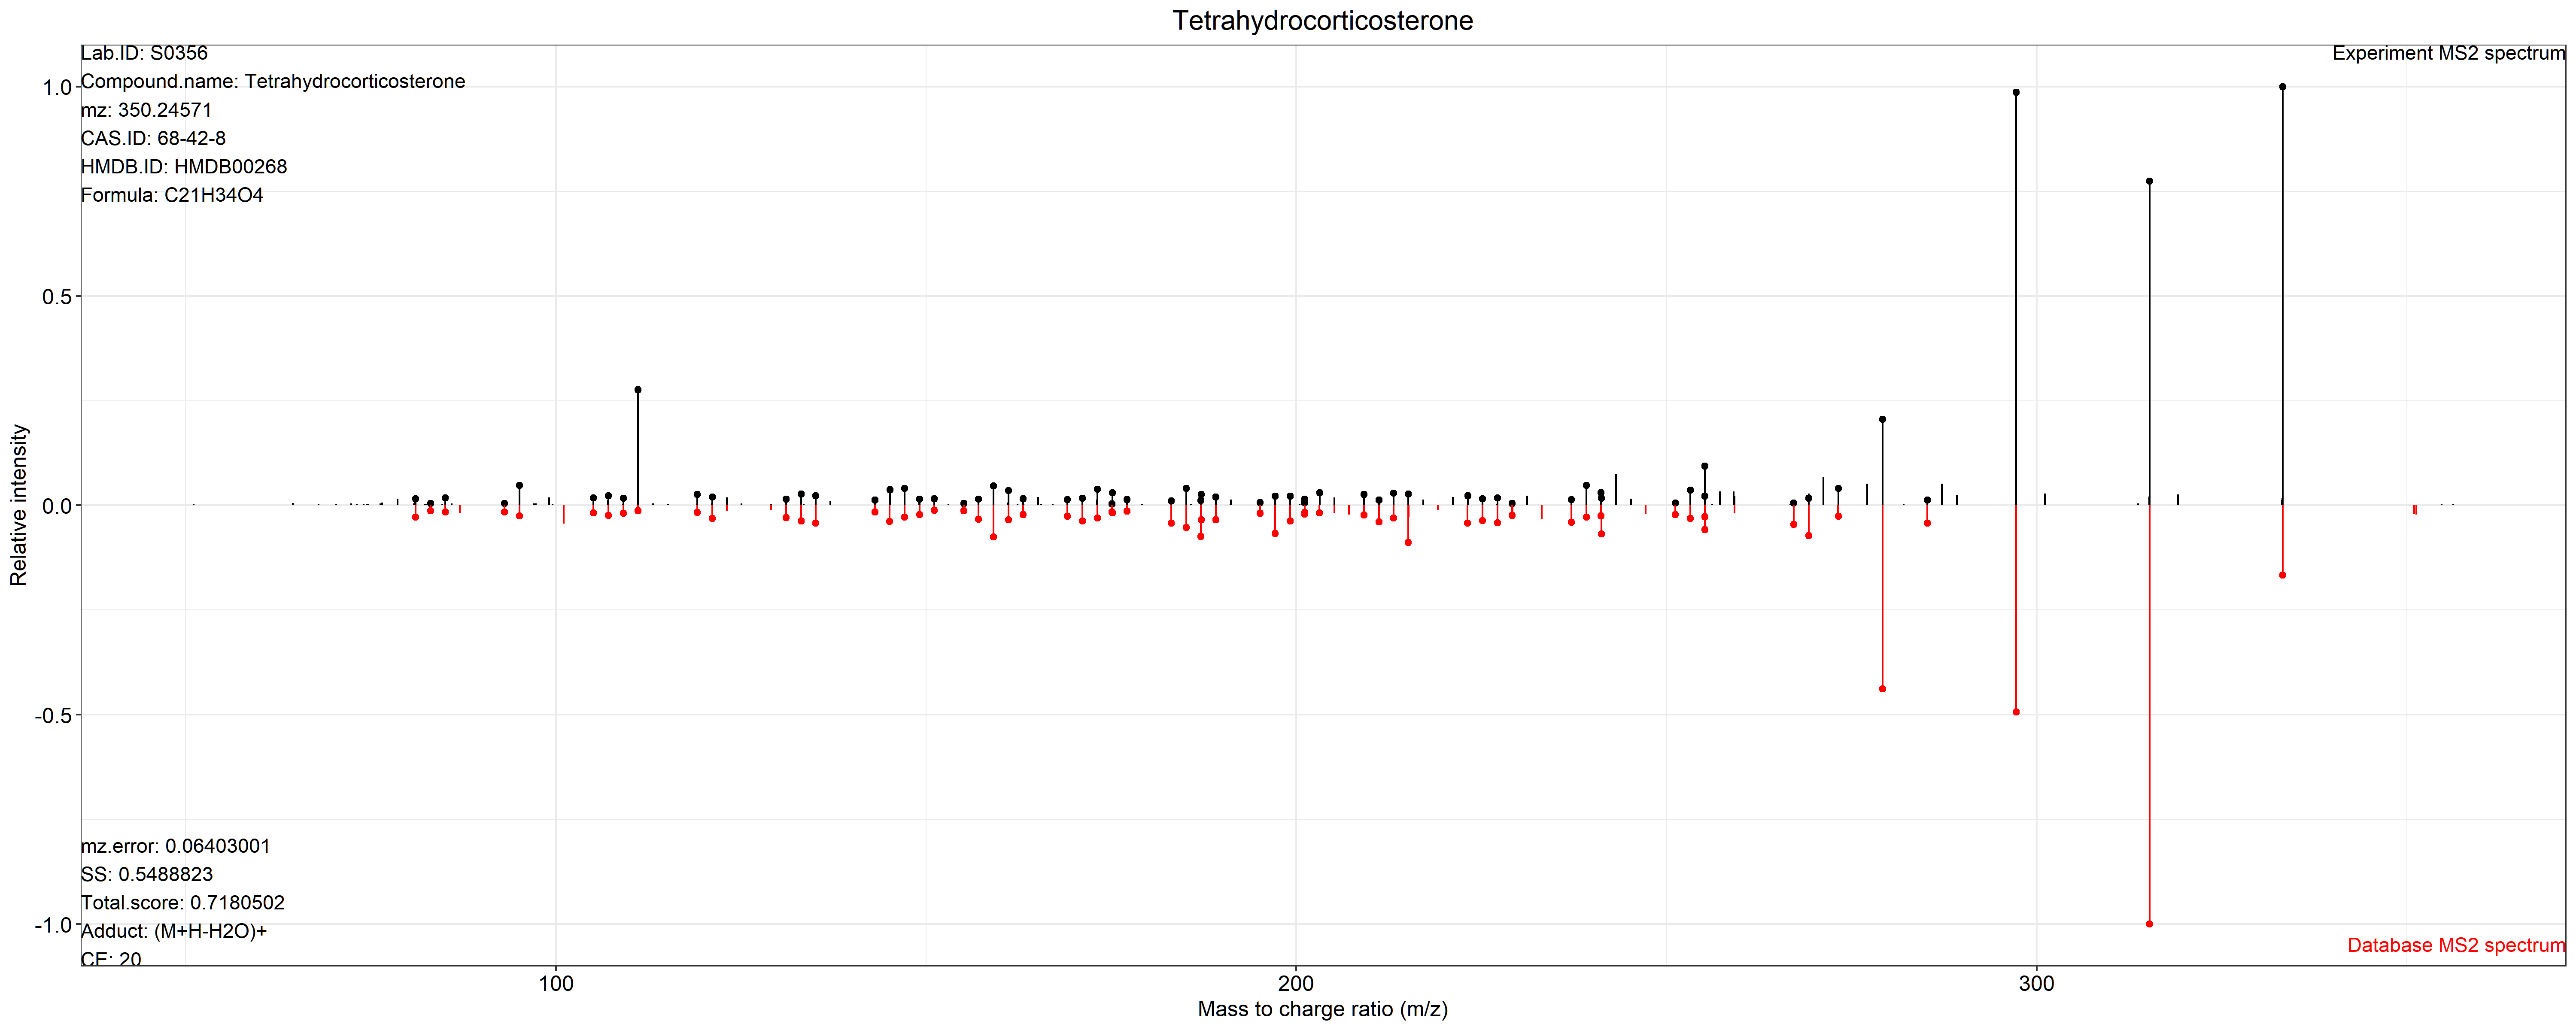 Tetrahydrocorticosterone
Lab.ID: S0356
Experiment MS2 spectrum
Compound.name: Tetrahydrocorticosterone
mz: 350.24571
CAS.ID: 68-42-8
HMDB.ID: HMDB00268
Formula: C21H34O4
1.0
0.5
0.0
-0.5
-1.0
Relative intensity
mz.error: 0.06403001
SS: 0.5488823
Total.score: 0.7180502
Adduct: (M+H-H2O)+
CE: 20
Database MS2 spectrum
100
200
300
Mass to charge ratio (m/z)